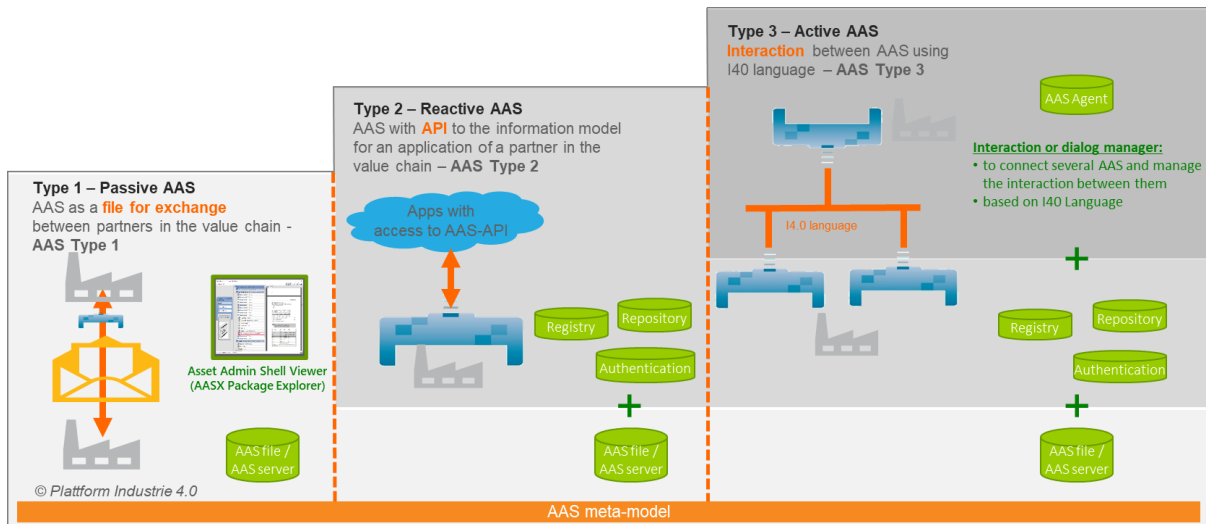 Type 1 – Passive AAS
AAS as a file for exchange
between partners in the value chain -
AAS Type 1
Asset Admin Shell Viewer
(AASX Package Explorer)
AAS file /
AAS server
© Plattform Industrie 4.0
Type 2 – Reactive AAS
AAS with API to the information model
for an application of a partner in the
value chain – AAS Type 2
Apps with
access to AAS-API
Registry
Repository
Authentication
+
AAS file /
AAS server
Type 3 – Active AAS
Interaction between AAS using
I40 language – AAS Type 3
AAS Agent
Interaction or dialog manager:
• to connect several AAS and manage
the interaction between them
• based on I40 Language
I4.0 language
+
Registry
Repository
Authentication
+
AAS file /
AAS server
AAS meta-model